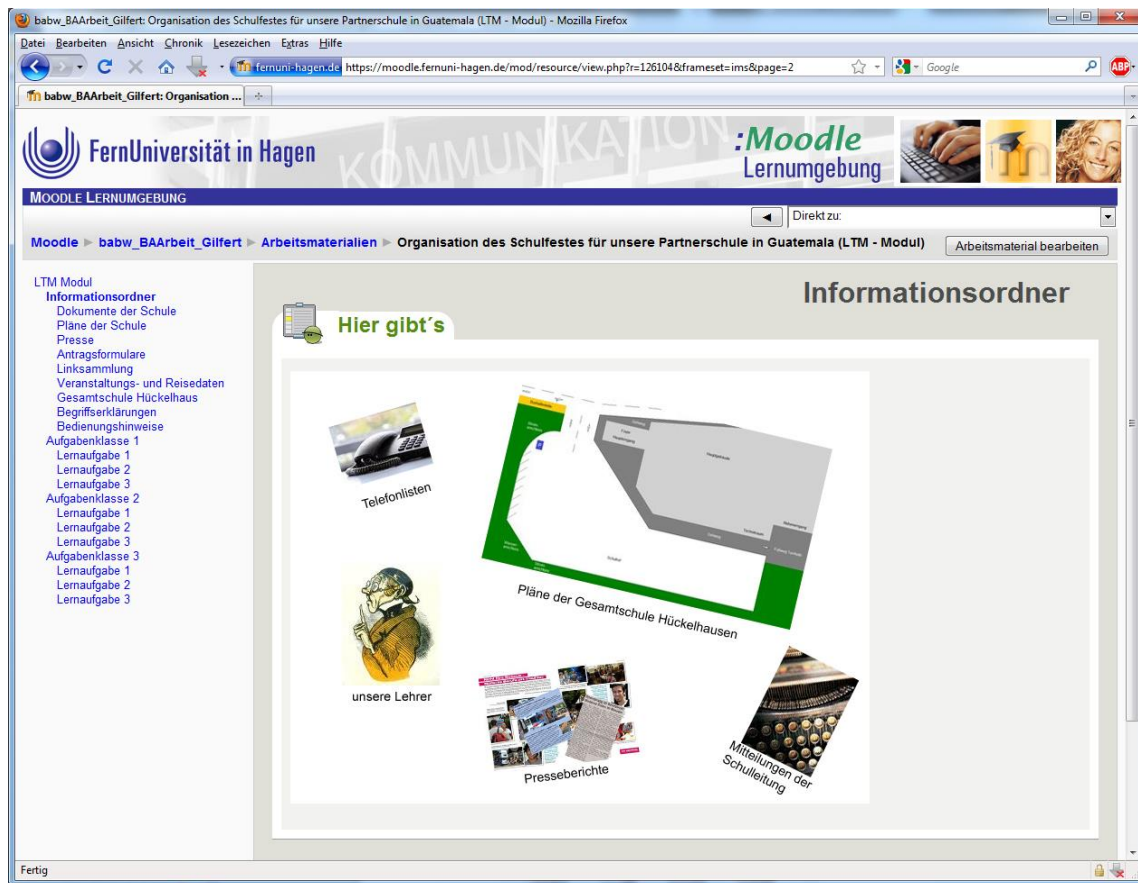 babw_BAArbeit_Gilfert: Organisation des Schulfestes für unsere Partnerschule in Guatemala (LTM - Modul) - Mozilla Firefox
Datei Bearbeiten Ansicht Chronik Lesezeichen Extras Hilfe
fernuni-hagen.de https://moodle.fernuni-hagen.de/mod/resource/view.php?r=126104&frameset=ims&page=2 Google ABP
babw_BAArbeit_Gilfert: Organisation ...
FernUniversität in Hagen
KOMMUNIKATION
:Moodle
Lernumgebung
MOODLE LERNUMGEBUNG
Direkt zu:
Moodle ► babw_BAArbeit_Gilfert ► Arbeitsmaterialien ► Organisation des Schulfestes für unsere Partnerschule in Guatemala (LTM - Modul) Arbeitsmaterial bearbeiten
LTM Modul
Informationsordner
Dokumente der Schule
Pläne der Schule
Presse
Antragsformulare
Linksammlung
Veranstaltungs- und Reisedaten
Gesamtschule Hückelhaus
Begriffserklärungen
Bedienungshinweise
Aufgabenklasse 1
Lernaufgabe 1
Lernaufgabe 2
Lernaufgabe 3
Aufgabenklasse 2
Lernaufgabe 1
Lernaufgabe 2
Lernaufgabe 3
Aufgabenklasse 3
Lernaufgabe 1
Lernaufgabe 2
Lernaufgabe 3
Informationsordner
Hier gibt´s
Telefonlisten
Pläne der Gesamtschule Hückelhausen
unsere Lehrer
Presseberichte
Mitteilungen der
Schulleitung
Fertig